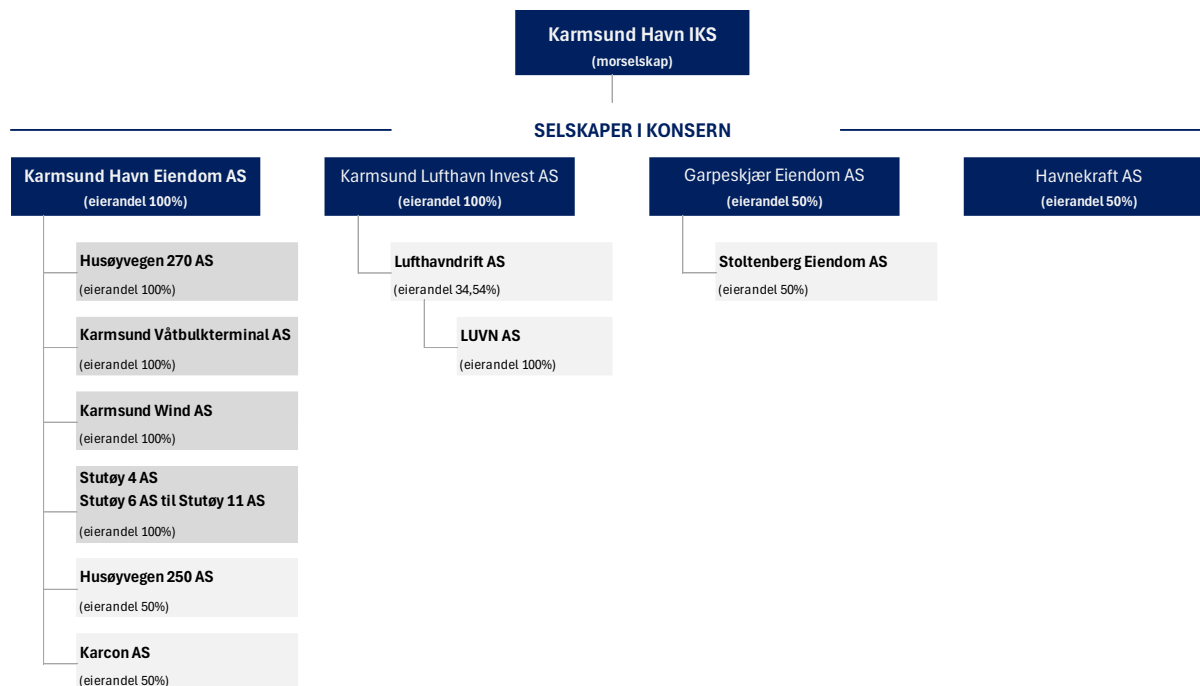 Karmsund Havn IKS
(morselskap)
SELSKAPER I KONSERN
Karmsund Havn Eiendom AS
(eierandel 100%)
Husøyvegen 270 AS
(eierandel 100%)
Karmsund Våtbulkterminal AS
(eierandel 100%)
Karmsund Wind AS
(eierandel 100%)
Stutøy 4 AS
Stutøy 6 AS til Stutøy 11 AS
(eierandel 100%)
Husøyvegen 250 AS
(eierandel 50%)
Karcon AS
(eierandel 50%)
Karmsund Lufthavn Invest AS
(eierandel 100%)
Lufthavndrift AS
(eierandel 34,54%)
LUVN AS
(eierandel 100%)
Garpeskjær Eiendom AS
(eierandel 50%)
Stoltenberg Eiendom AS
(eierandel 50%)
Havnekraft AS
(eierandel 50%)